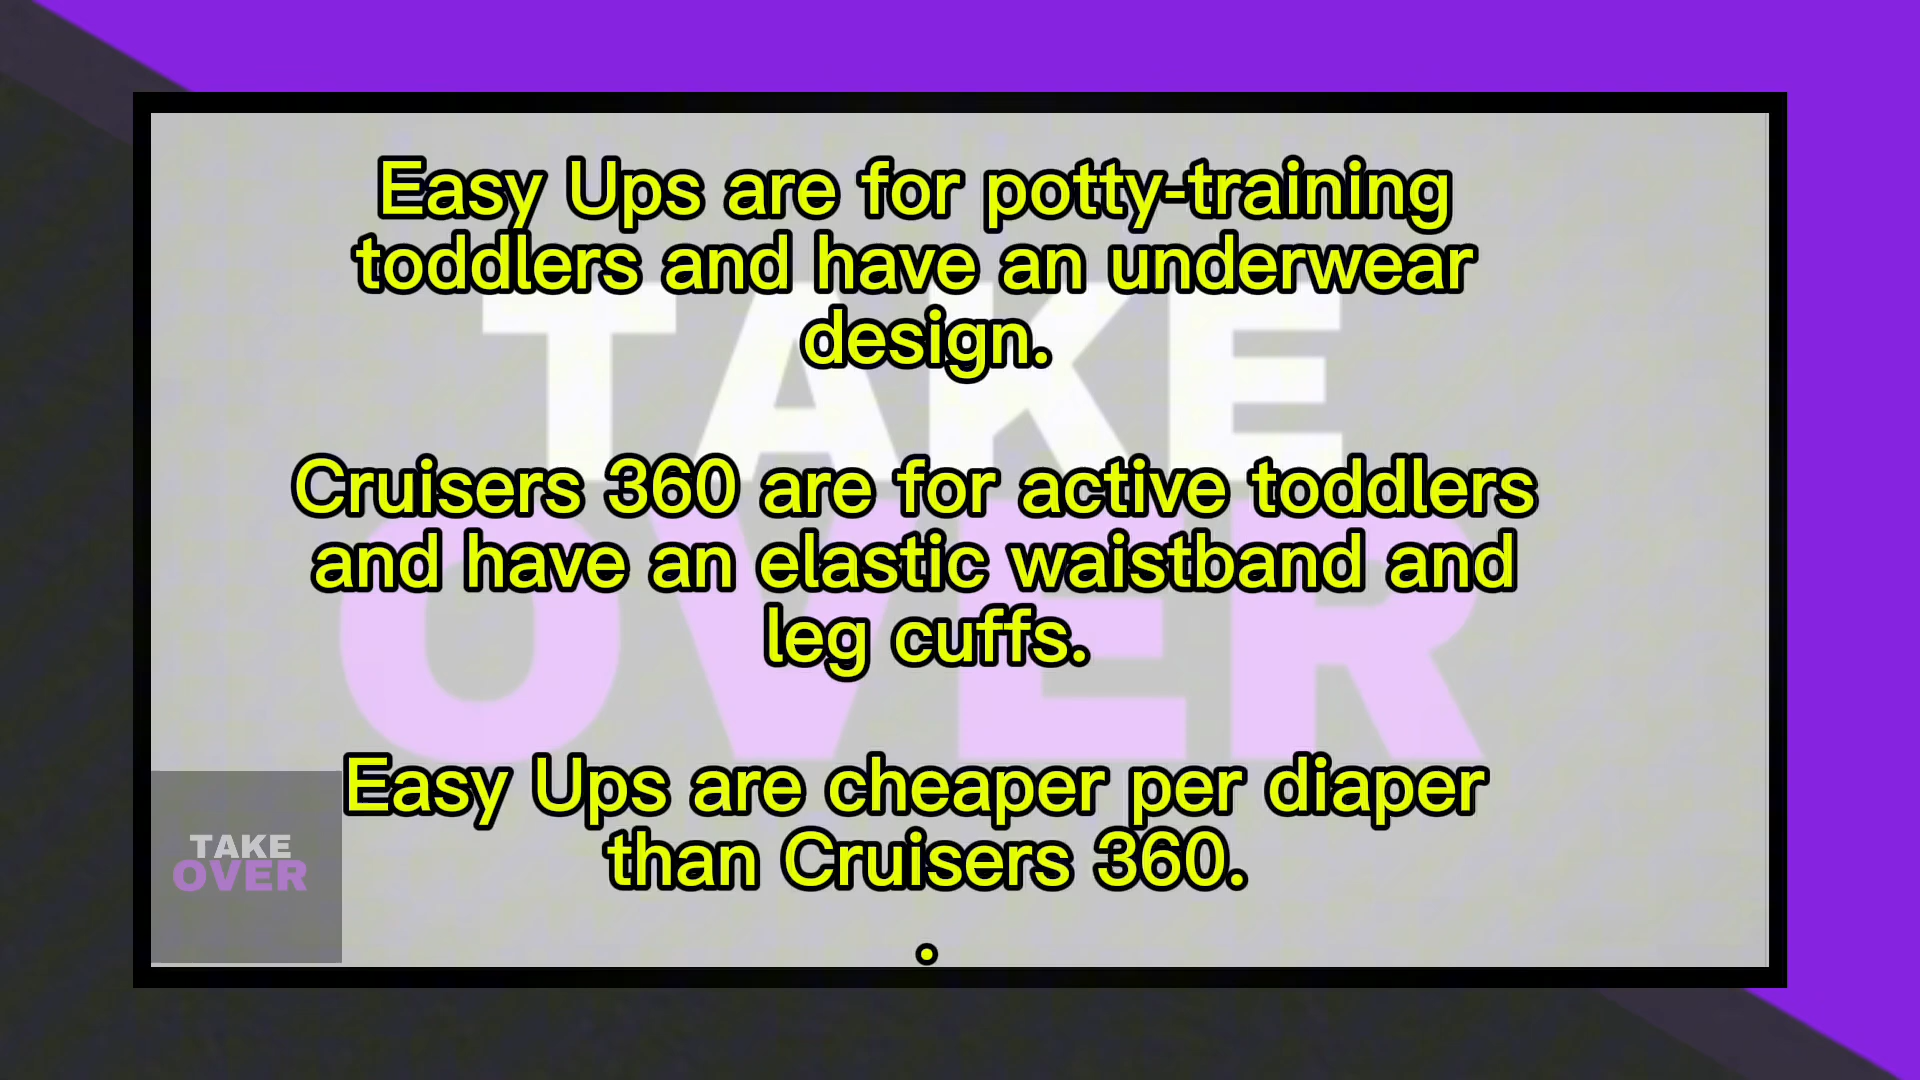 Easy Ups are for potty-training
toddlers and have an underwear
design.
Cruisers 360 are for active toddlers
and have an elastic waistband and
leg cuffs.
Easy Ups are cheaper per diaper
than Cruisers 360.
.
TAKE
OVER
TAKE
OVER